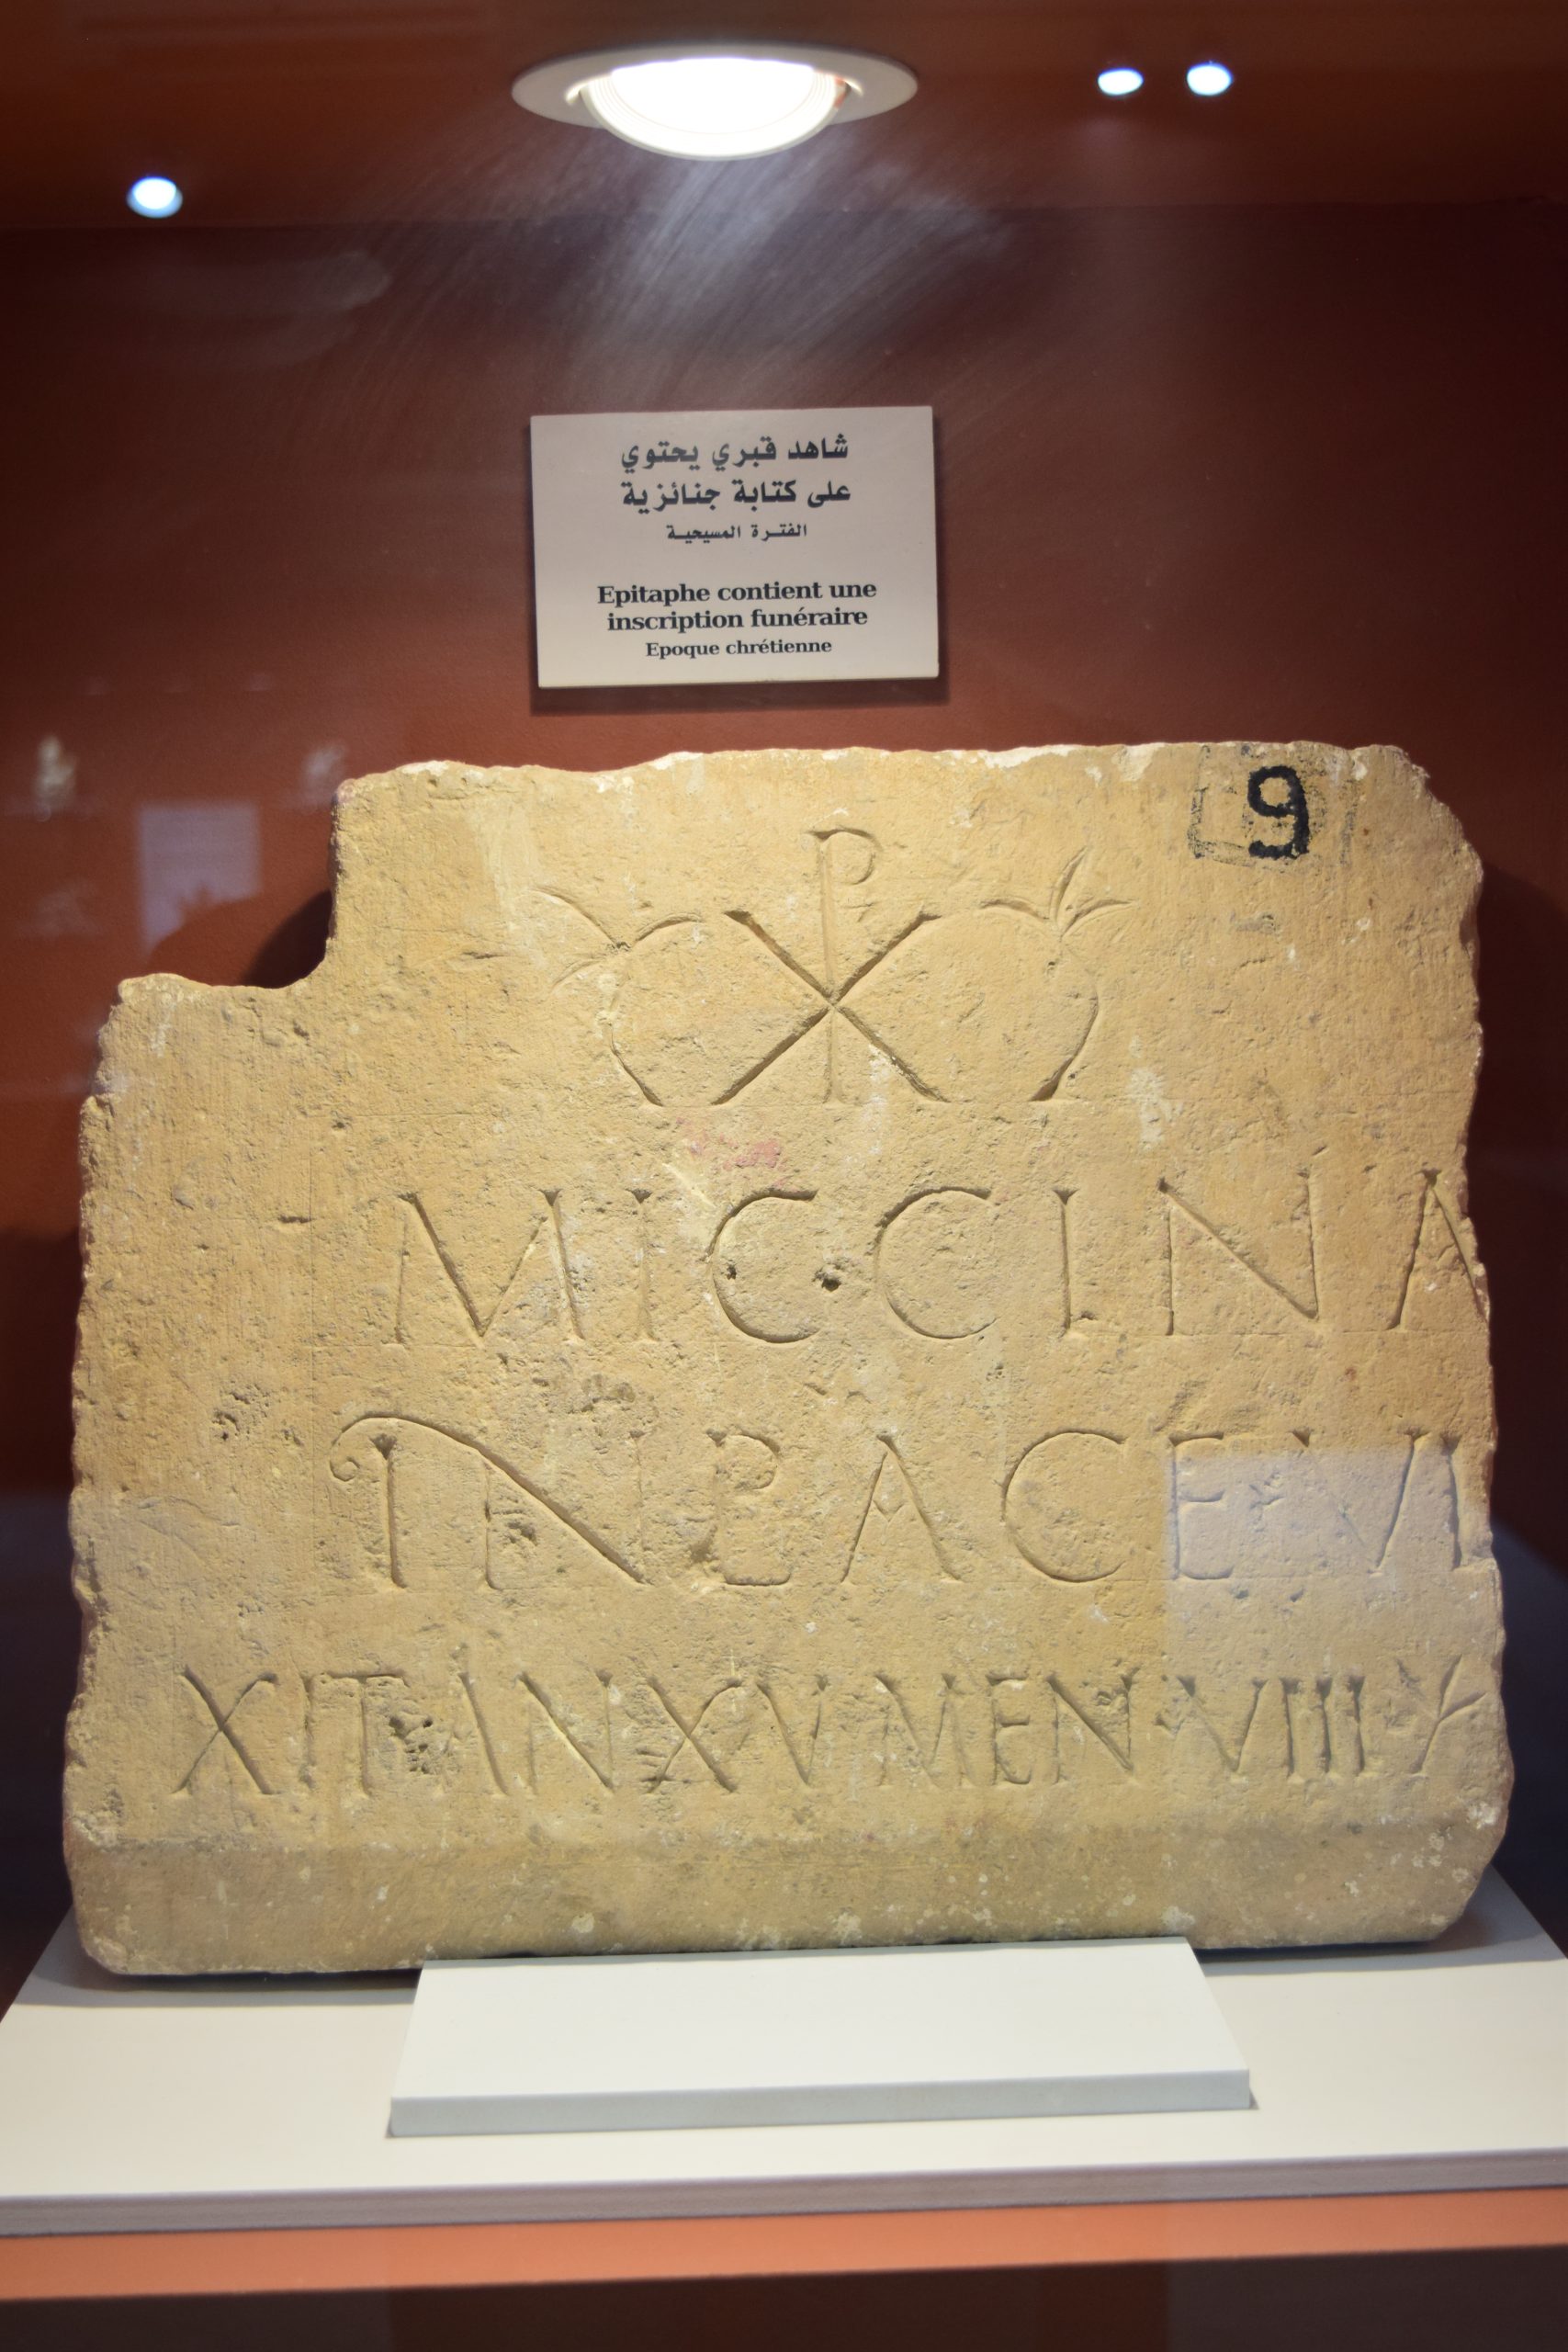 شاهد قبري يحتوي
على كتابة جنائزية
الفترة المسيحية
Epitaphe contient une
inscription funéraire
Epoque chrétienne
9
☧
MICCINA
IN PACE VI
XIT AN XV MEN VIIII